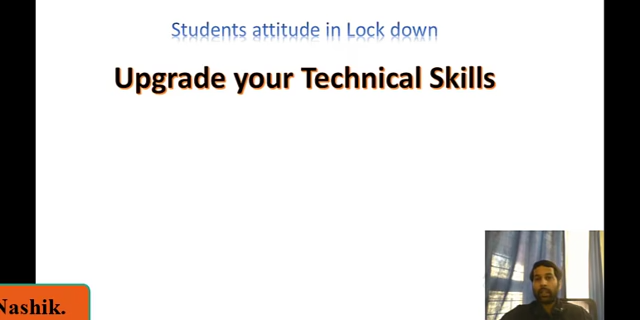 Students attitude in Lock down
Upgrade your Technical Skills
Nashik.